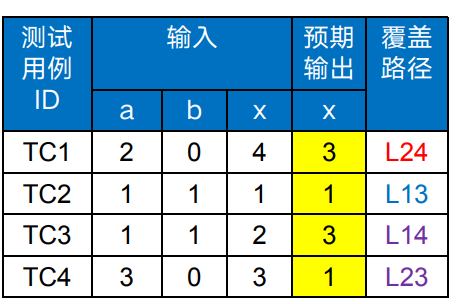 测试用例ID 输入 预期输出 覆盖路径
a b x x
TC1 2 0 4 3 L24
TC2 1 1 1 1 L13
TC3 1 1 2 3 L14
TC4 3 0 3 1 L23